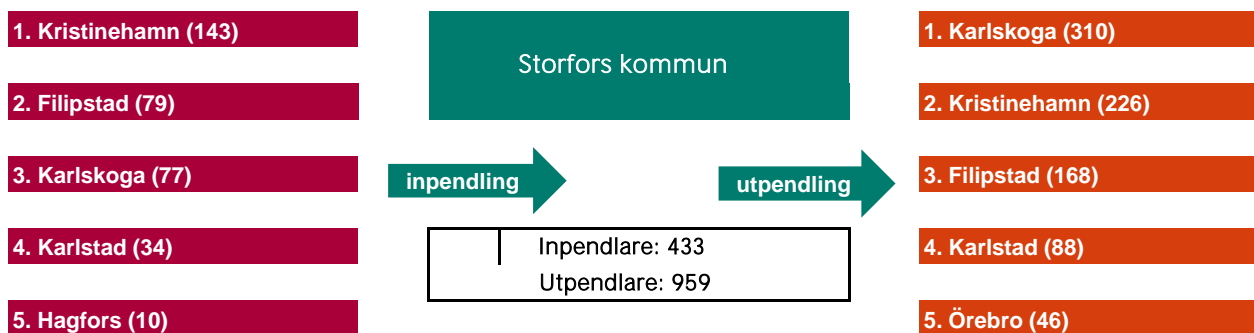 1. Kristinehamn (143)
2. Filipstad (79)
3. Karlskoga (77)
4. Karlstad (34)
5. Hagfors (10)
Storfors kommun
inpendling
utpendling
Inpendlare: 433
Utpendlare: 959
1. Karlskoga (310)
2. Kristinehamn (226)
3. Filipstad (168)
4. Karlstad (88)
5. Örebro (46)